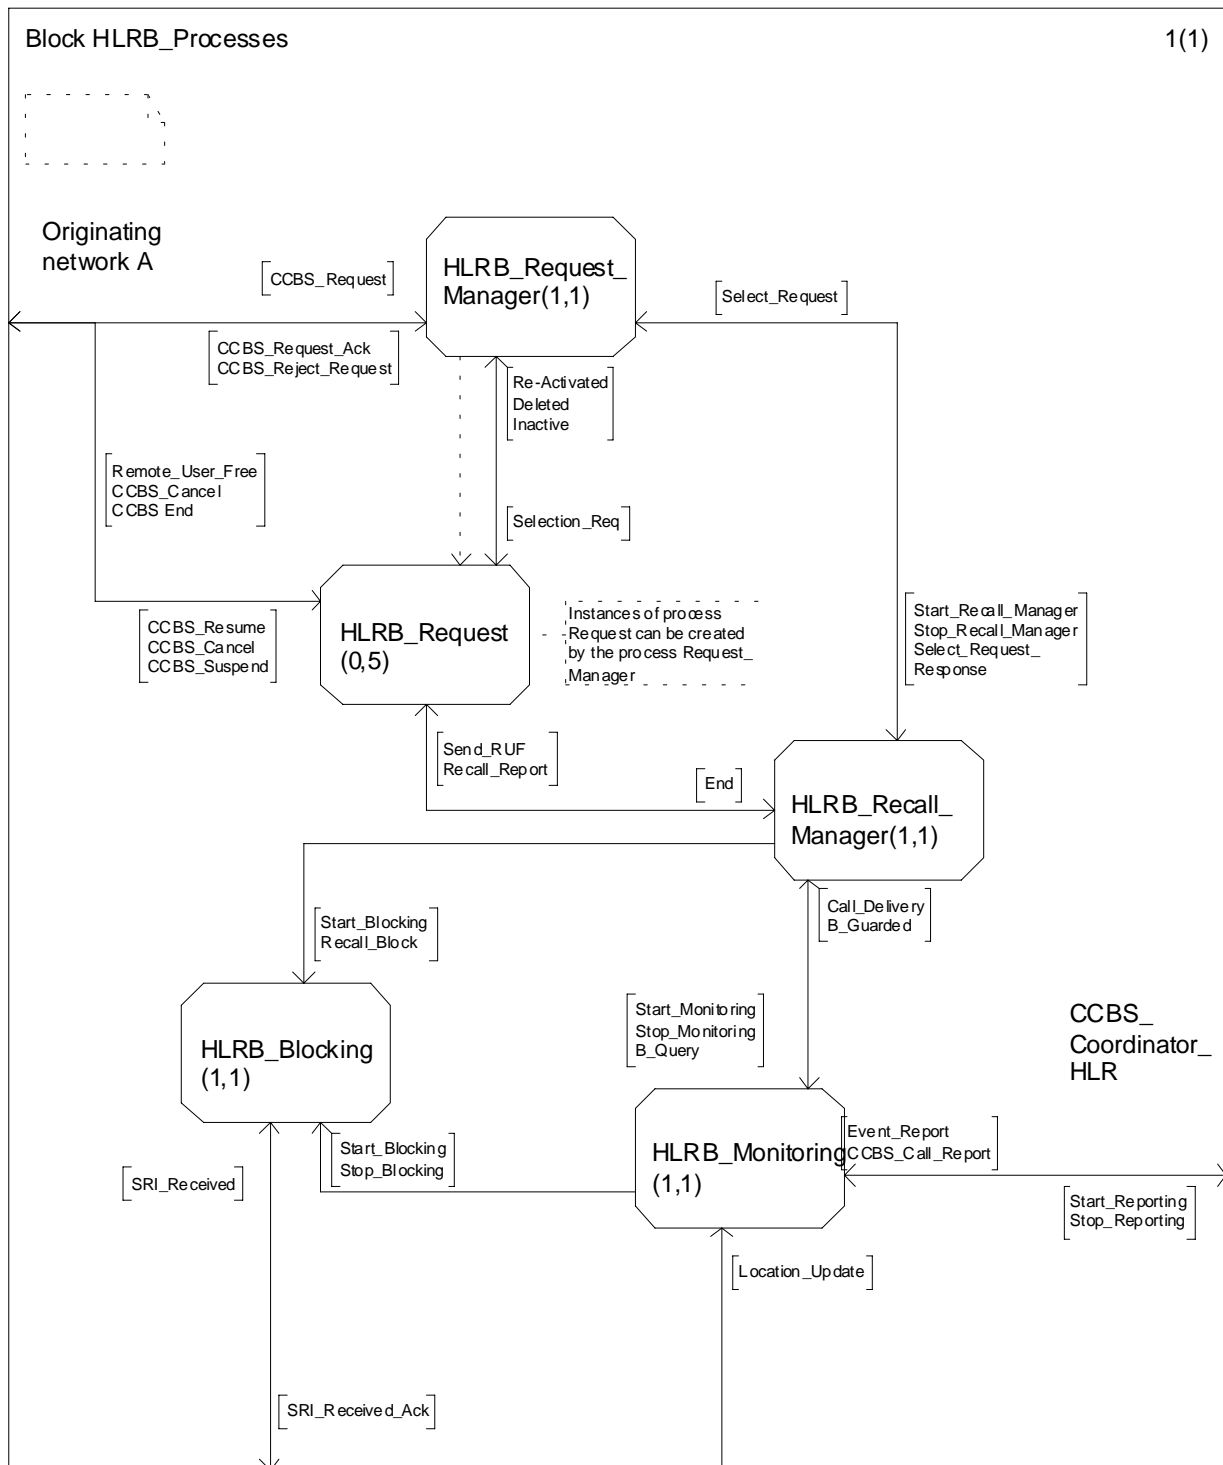 Block HLRB_Processes
1(1)
Originating
network A
CCBS_Request
HLRB_Request_
Manager(1,1)
Select_Request
CCBS_Request_Ack
CCBS_Reject_Request
Re-Activated
Deleted
Inactive
Remote_User_Free
CCBS_Cancel
CCBS End
Selection_Req
HLRB_Request
(0,5)
Instances of process
Request can be created
by the process Request_
Manager
CCBS_Resume
CCBS_Cancel
CCBS_Suspend
Start_Recall_Manager
Stop_Recall_Manager
Select_Request_
Response
Send_RUF
Recall_Report
End
HLRB_Recall_
Manager(1,1)
Start_Blocking
Recall_Block
Call_Delivery
B_Guarded
Start_Monitoring
Stop_Monitoring
B_Query
CCBS_
Coordinator_
HLR
HLRB_Blocking
(1,1)
Start_Blocking
Stop_Blocking
HLRB_Monitoring
(1,1)
Event_Report
CCBS_Call_Report
SRI_Received
Start_Reporting
Stop_Reporting
Location_Update
SRI_Received_Ack